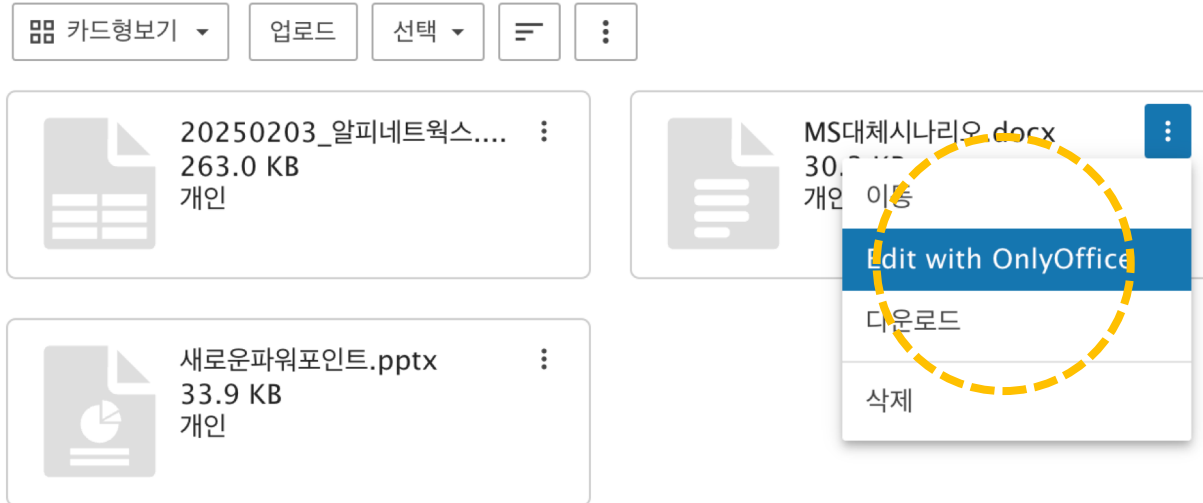 카드형보기
업로드
선택
20250203_알피네트웍스....
263.0 KB
개인
MS대체시나리오.docx
30.
개인
이동
Edit with OnlyOffice
다운로드
삭제
새로운파워포인트.pptx
33.9 KB
개인